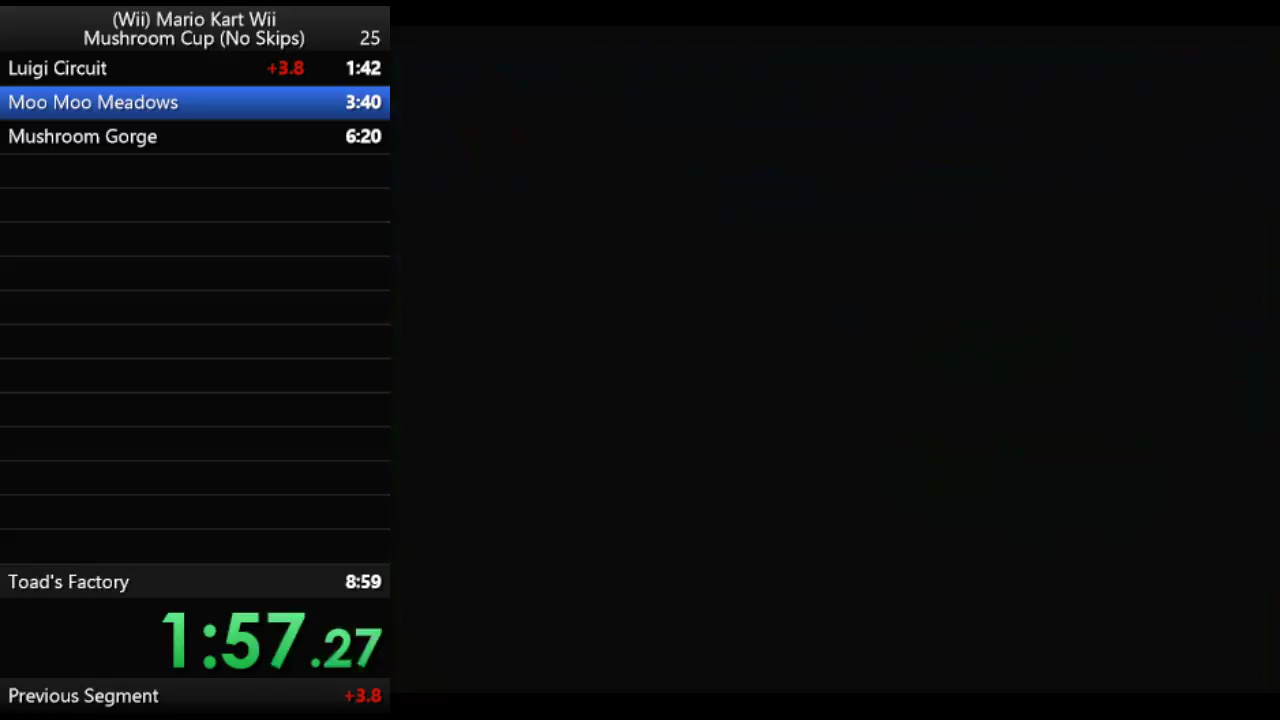 (Wii) Mario Kart Wii
Mushroom Cup (No Skips) 25
Luigi Circuit +3.8 1:42
Moo Moo Meadows 3:40
Mushroom Gorge 6:20
Toad's Factory 8:59
1:57.27
Previous Segment +3.8